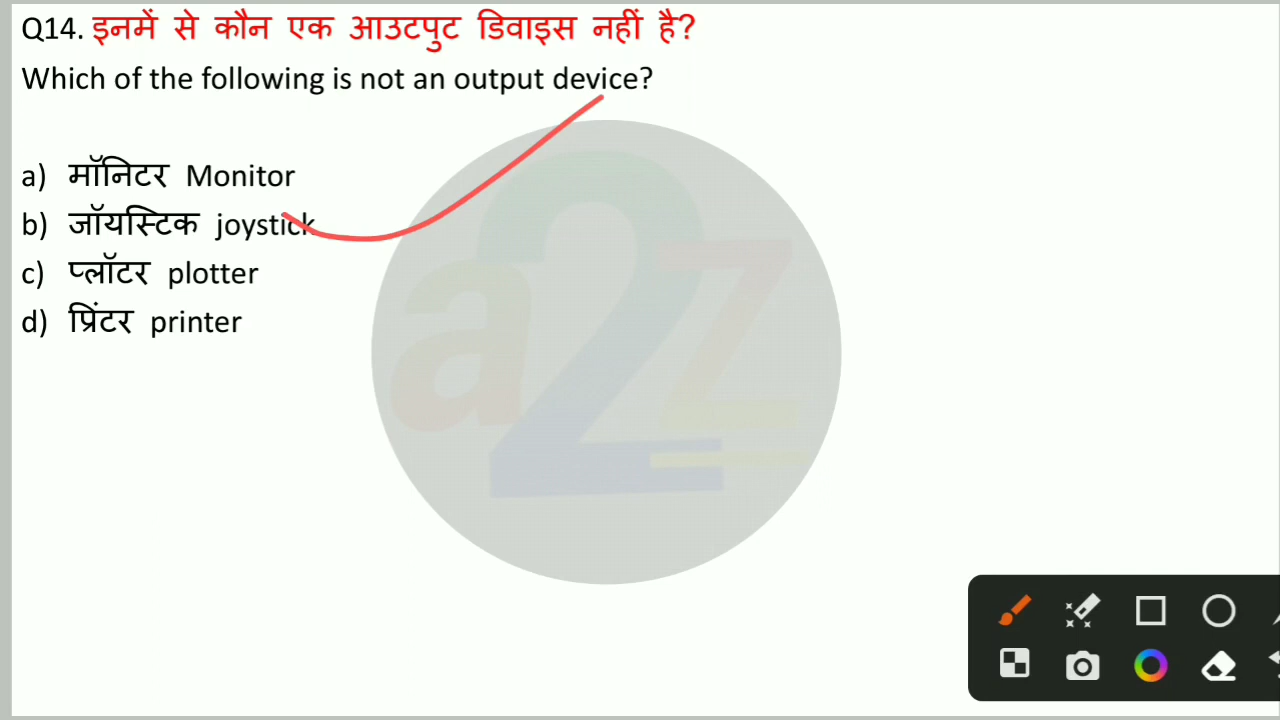 Q14. इनमें से कौन एक आउटपुट डिवाइस नहीं है?
Which of the following is not an output device?
a) मॉनिटर Monitor
b) जॉयस्टिक joystick
c) प्लॉटर plotter
d) प्रिंटर printer
a2z